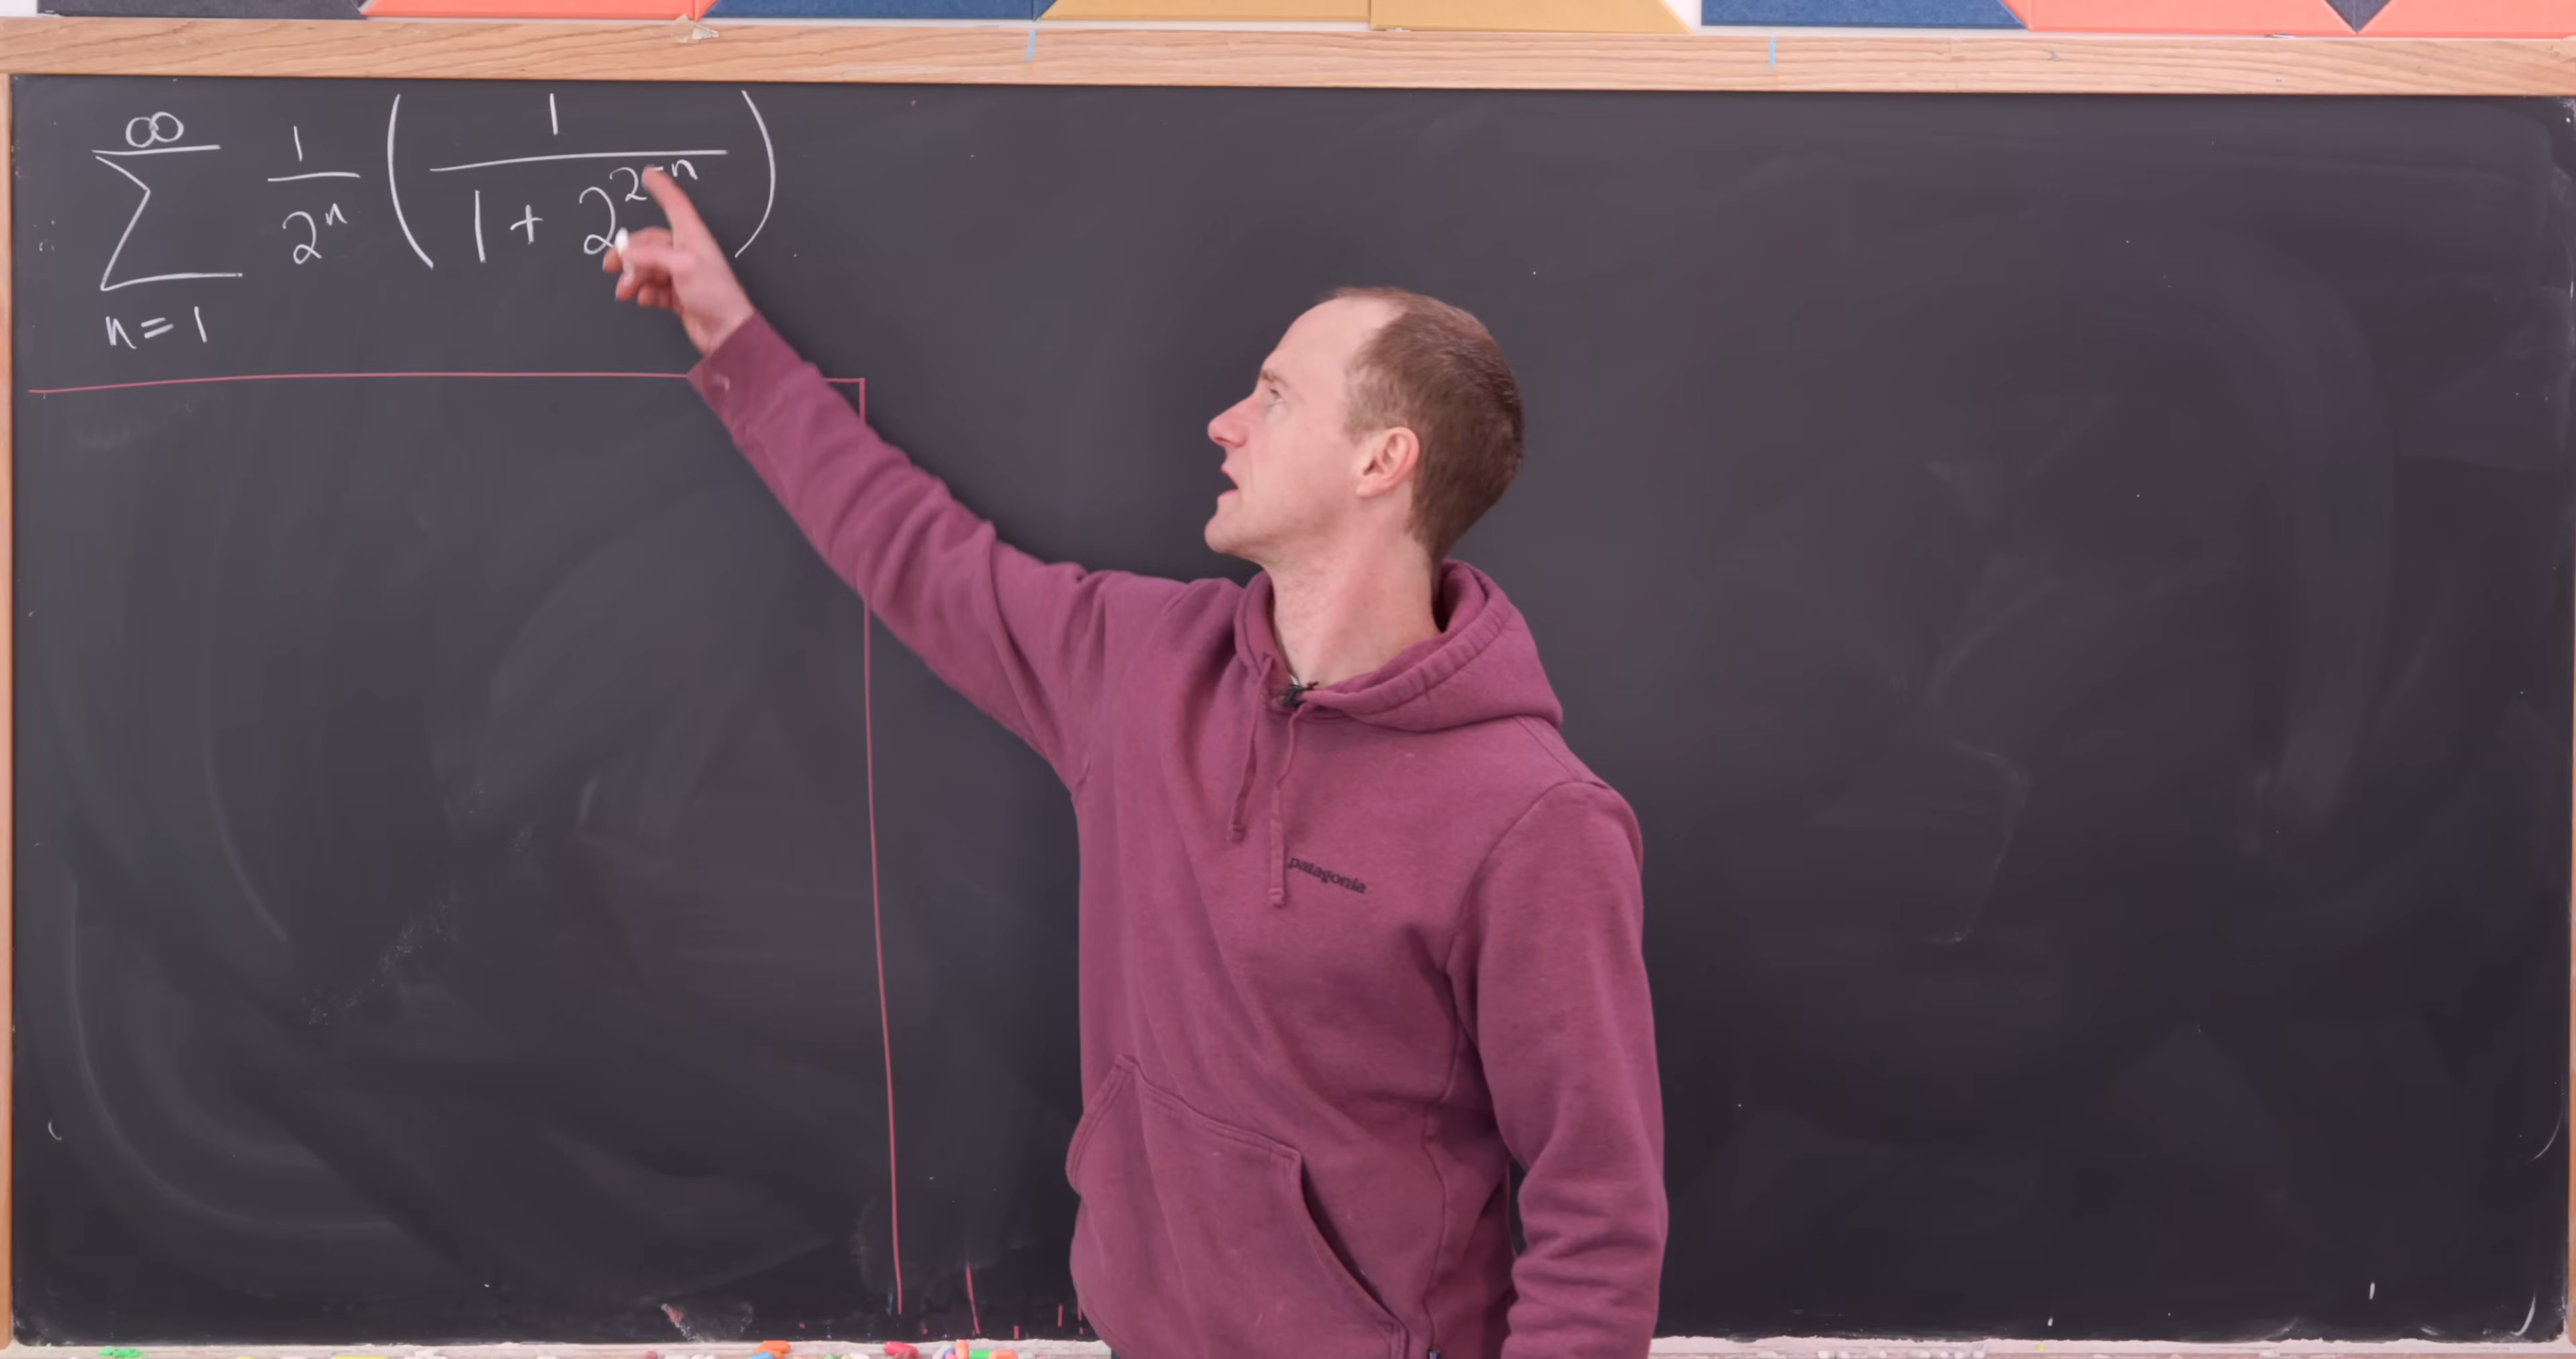 ∞
∑ 1/2ⁿ ( 1 / (1 + 2^(2^(-n))) )
n = 1
patagonia